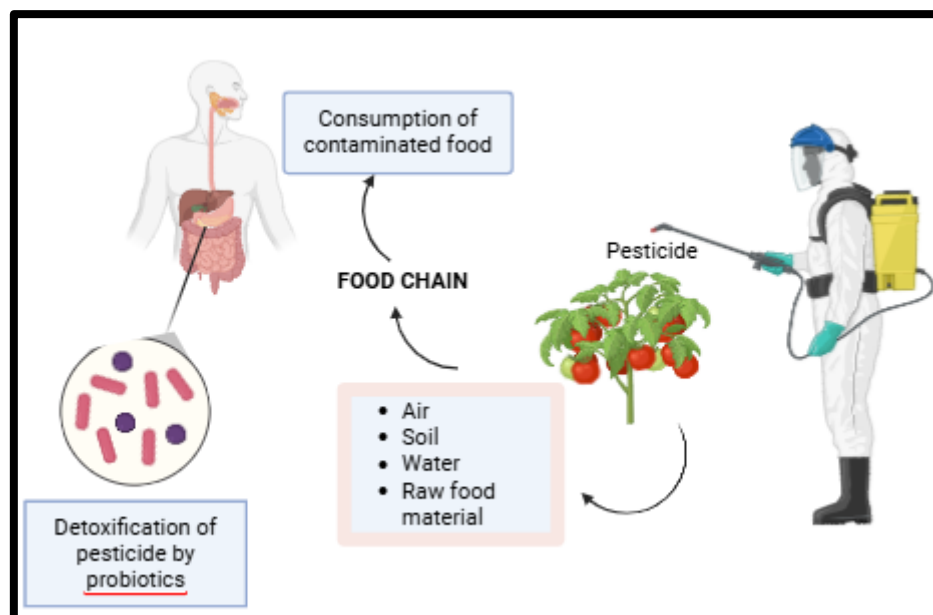 Consumption of
contaminated food
Pesticide
FOOD CHAIN
• Air
• Soil
• Water
• Raw food
material
Detoxification of
pesticide by
probiotics